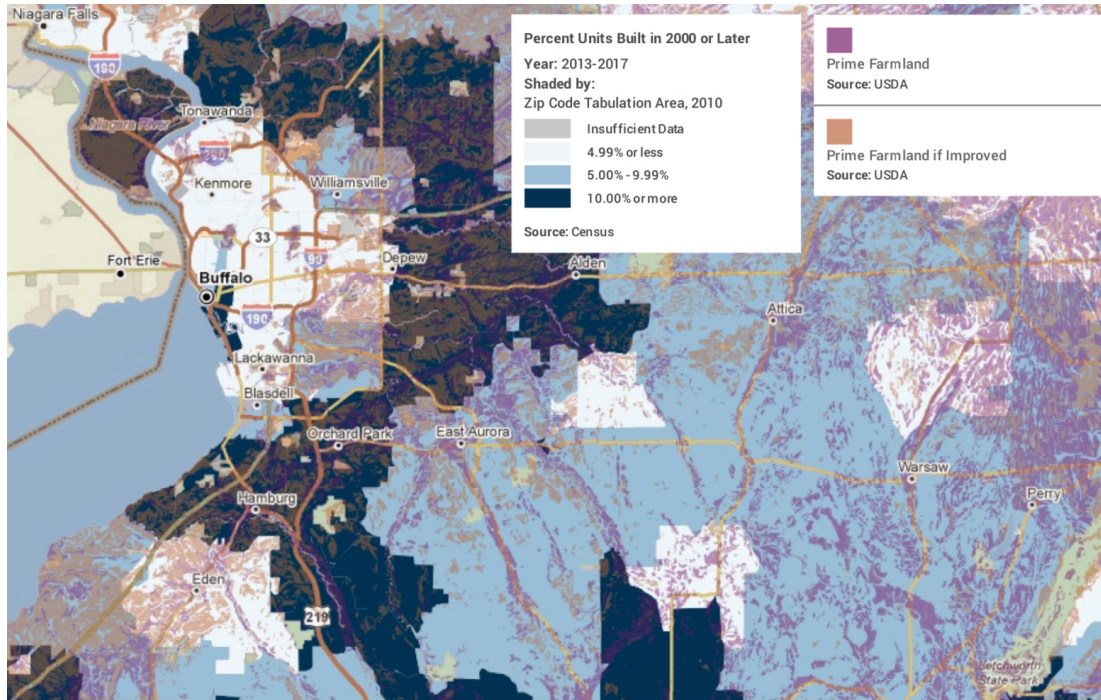 Niagara Falls
190
Tonawanda
Niagara River
290
Kenmore
Williamsville
33
90
Fort Erie
Depew
Alden
Buffalo
190
Attica
Lackawanna
Blasdell
Orchard Park
East Aurora
Warsaw
Hamburg
Perry
Eden
219
Letchworth
State Park
Percent Units Built in 2000 or Later
Year: 2013-2017
Shaded by:
Zip Code Tabulation Area, 2010
Insufficient Data
4.99% or less
5.00% - 9.99%
10.00% or more
Source: Census
Prime Farmland
Source: USDA
Prime Farmland if Improved
Source: USDA